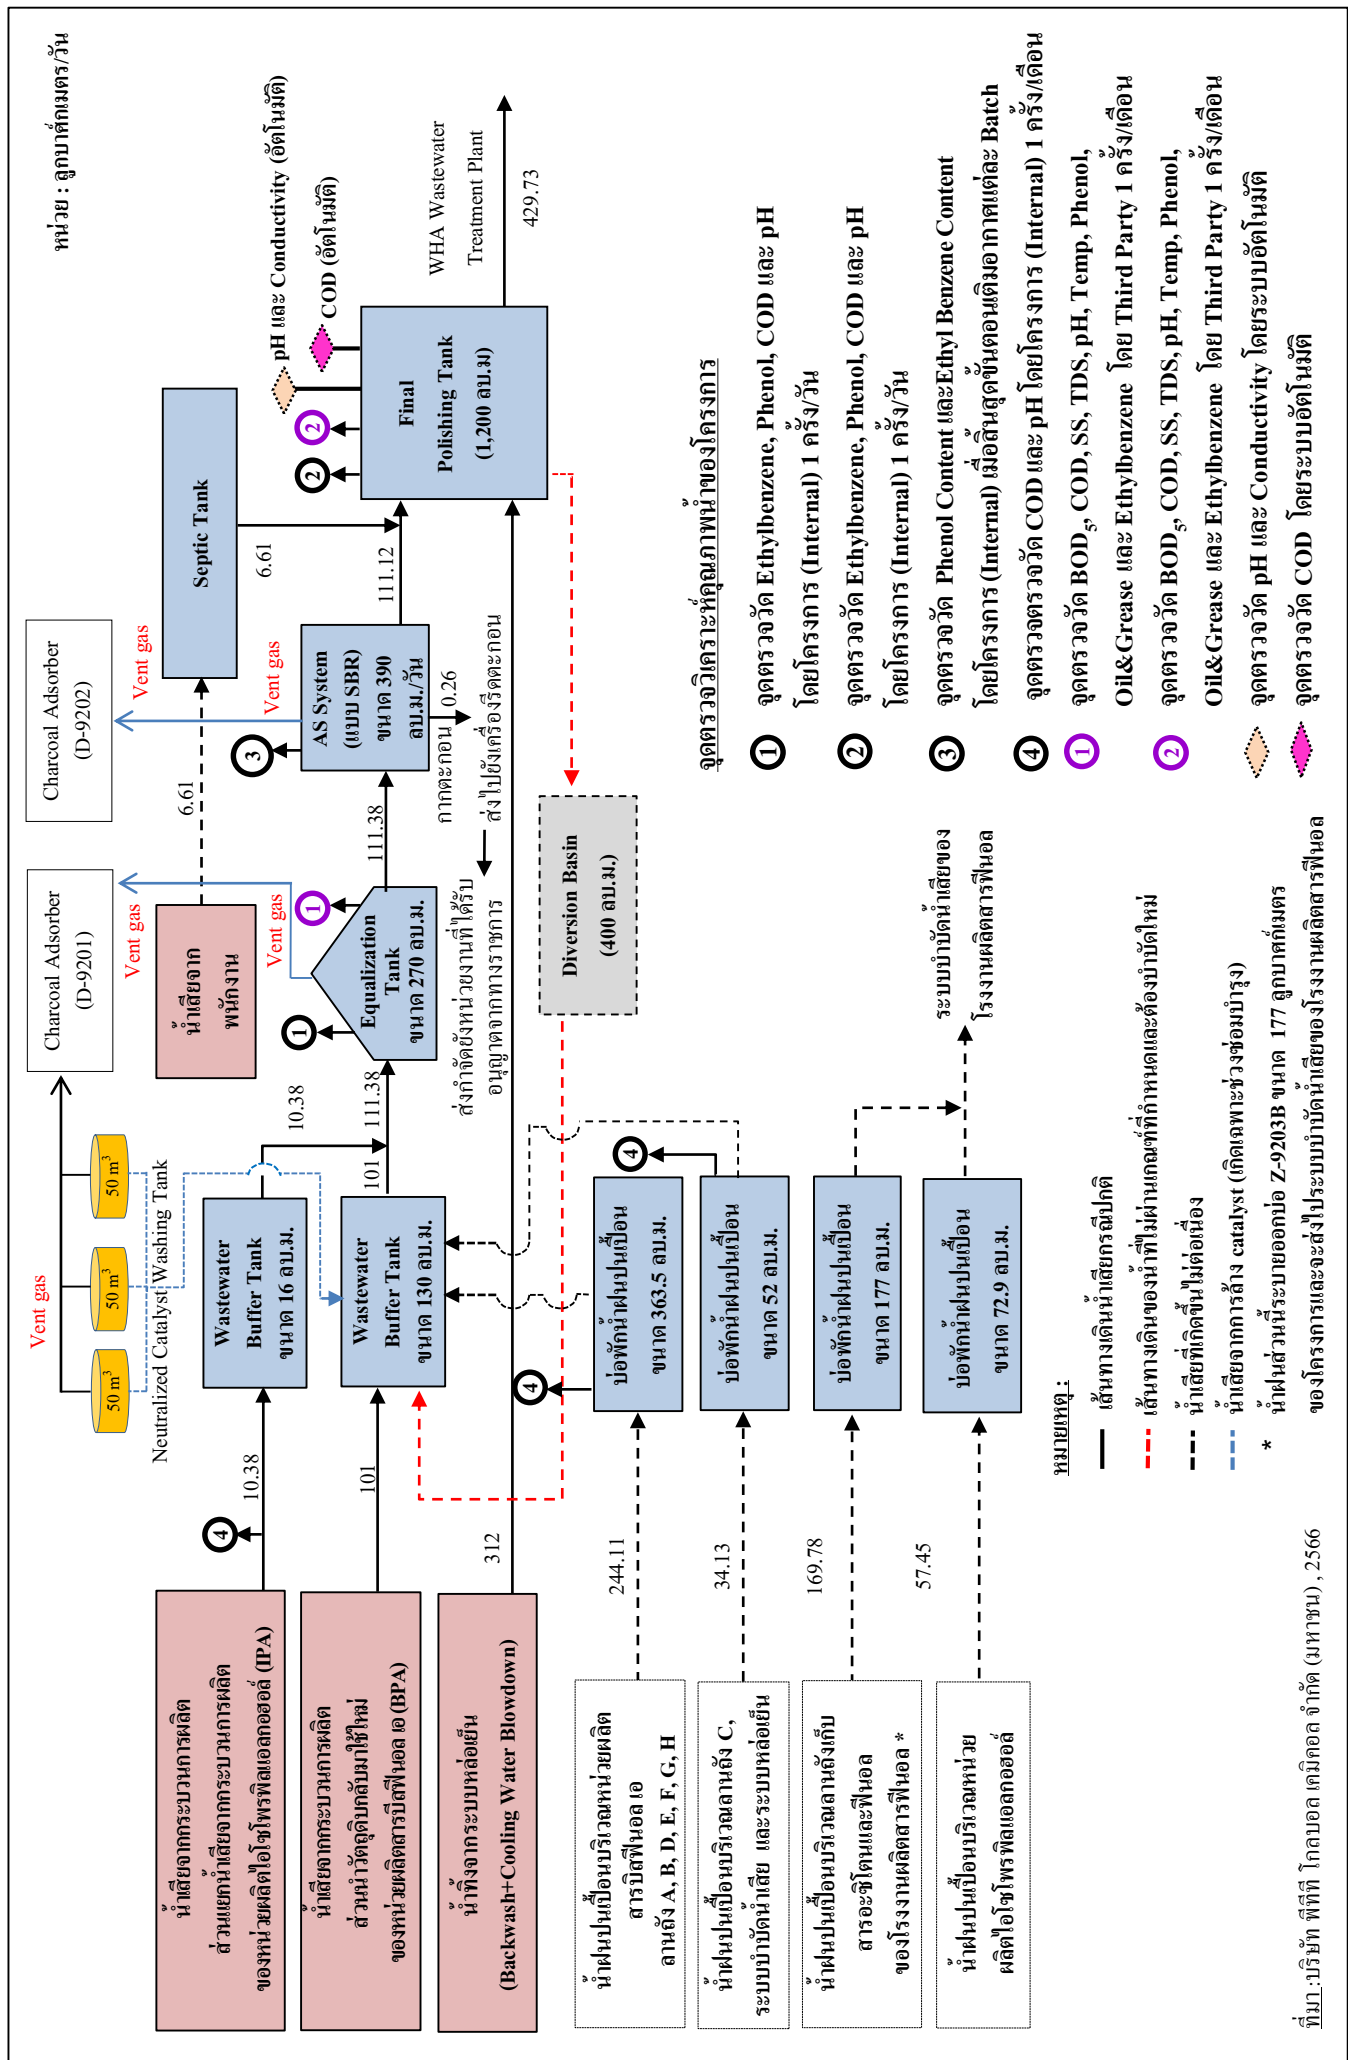 หน่วย : ลูกบาศ์กเมตร/วัน
Vent gas
50 m³
50 m³
50 m³
Neutralized Catalyst Washing Tank
Charcoal Adsorber
(D-9201)
Charcoal Adsorber
(D-9202)
Vent gas
Vent gas
Vent gas
Vent gas
น้ำเสียจาก
พนักงาน
6.61
Septic Tank
6.61
น้ำเสียจากกระบวนการผลิต
ส่วนแยกน้ำเสียจากกระบวนการผลิต
ของหน่วยผลิตไอโซโพรพิลแอลกอฮอล์ (IPA)
4
10.38
Wastewater
Buffer Tank
ขนาด 16 ลบ.ม.
10.38
น้ำเสียจากกระบวนการผลิต
ส่วนนำวัตถุดิบกลับมาใช้ใหม่
ของหน่วยผลิตสารบีสฟีนอล เอ (BPA)
101
Wastewater
Buffer Tank
ขนาด 130 ลบ.ม.
101
111.38
1
Equalization
Tank
ขนาด 270 ลบ.ม.
1
111.38
3
AS System
(แบบ SBR)
ขนาด 390
ลบ.ม./วัน
111.12
กากตะกอน
0.26
ส่งไปยังเครื่องรีดตะกอน
ส่งกำจัดยังหน่วยงานที่ได้รับ
อนุญาตจากทางราชการ
2
2
pH และ Conductivity (อัตโนมัติ)
COD (อัตโนมัติ)
Final
Polishing Tank
(1,200 ลบ.ม)
WHA Wastewater
Treatment Plant
429.73
น้ำทิ้งจากระบบหล่อเย็น
(Backwash+Cooling Water Blowdown)
312
Diversion Basin
(400 ลบ.ม.)
น้ำฝนปนเปื้อนบริเวณหน่วยผลิต
สารบิสฟีนอล เอ
ลานถัง A, B, D, E, F, G, H
244.11
4
บ่อพักน้ำฝนปนเปื้อน
ขนาด 363.5 ลบ.ม.
น้ำฝนปนเปื้อนบริเวณลานถัง C,
ระบบบำบัดน้ำเสีย และระบบหล่อเย็น
34.13
บ่อพักน้ำฝนปนเปื้อน
ขนาด 52 ลบ.ม.
4
น้ำฝนปนเปื้อนบริเวณลานถังเก็บ
สารอะซิโตนและฟีนอล
ของโรงงานผลิตสารฟีนอล *
169.78
บ่อพักน้ำฝนปนเปื้อน
ขนาด 177 ลบ.ม.
น้ำฝนปนเปื้อนบริเวณหน่วย
ผลิตไอโซโพรพิลแอลกอฮอล์
57.45
บ่อพักน้ำฝนปนเปื้อน
ขนาด 72.9 ลบ.ม.
ระบบบำบัดน้ำเสียของ
โรงงานผลิตสารฟีนอล
จุดตรวจวิเคราะห์คุณภาพน้ำของโครงการ
1 จุดตรวจวัด Ethylbenzene, Phenol, COD และ pH
โดยโครงการ (Internal) 1 ครั้ง/วัน
2 จุดตรวจวัด Ethylbenzene, Phenol, COD และ pH
โดยโครงการ (Internal) 1 ครั้ง/วัน
3 จุดตรวจวัด Phenol Content และEthyl Benzene Content
โดยโครงการ (Internal) เมื่อสิ้นสุดขั้นตอนเติมอากาศแต่ละ Batch
4 จุดตรวจตรวจวัด COD และ pH โดยโครงการ (Internal) 1 ครั้ง/เดือน
1 จุดตรวจวัด BOD₅, COD, SS, TDS, pH, Temp, Phenol,
Oil&Grease และ Ethylbenzene โดย Third Party 1 ครั้ง/เดือน
2 จุดตรวจวัด BOD₅, COD, SS, TDS, pH, Temp, Phenol,
Oil&Grease และ Ethylbenzene โดย Third Party 1 ครั้ง/เดือน
จุดตรวจวัด pH และ Conductivity โดยระบบอัตโนมัติ
จุดตรวจวัด COD โดยระบบอัตโนมัติ
หมายเหตุ :
เส้นทางเดินน้ำเสียกรณีปกติ
เส้นทางเดินของน้ำที่ไม่ผ่านเกณฑ์ที่กำหนดและต้องบำบัดใหม่
น้ำเสียที่เกิดขึ้นไม่ต่อเนื่อง
น้ำเสียจากการล้าง catalyst (เกิดเฉพาะช่วงซ่อมบำรุง)
* น้ำฝนส่วนนี้ระบายออกบ่อ Z-9203B ขนาด 177 ลูกบาศก์เมตร
ของโครงการและจะส่งไประบบบำบัดน้ำเสียของโรงงานผลิตสารฟีนอล
ที่มา :บริษัท พีทีที โกลบอล เคมิคอล จำกัด (มหาชน) , 2566